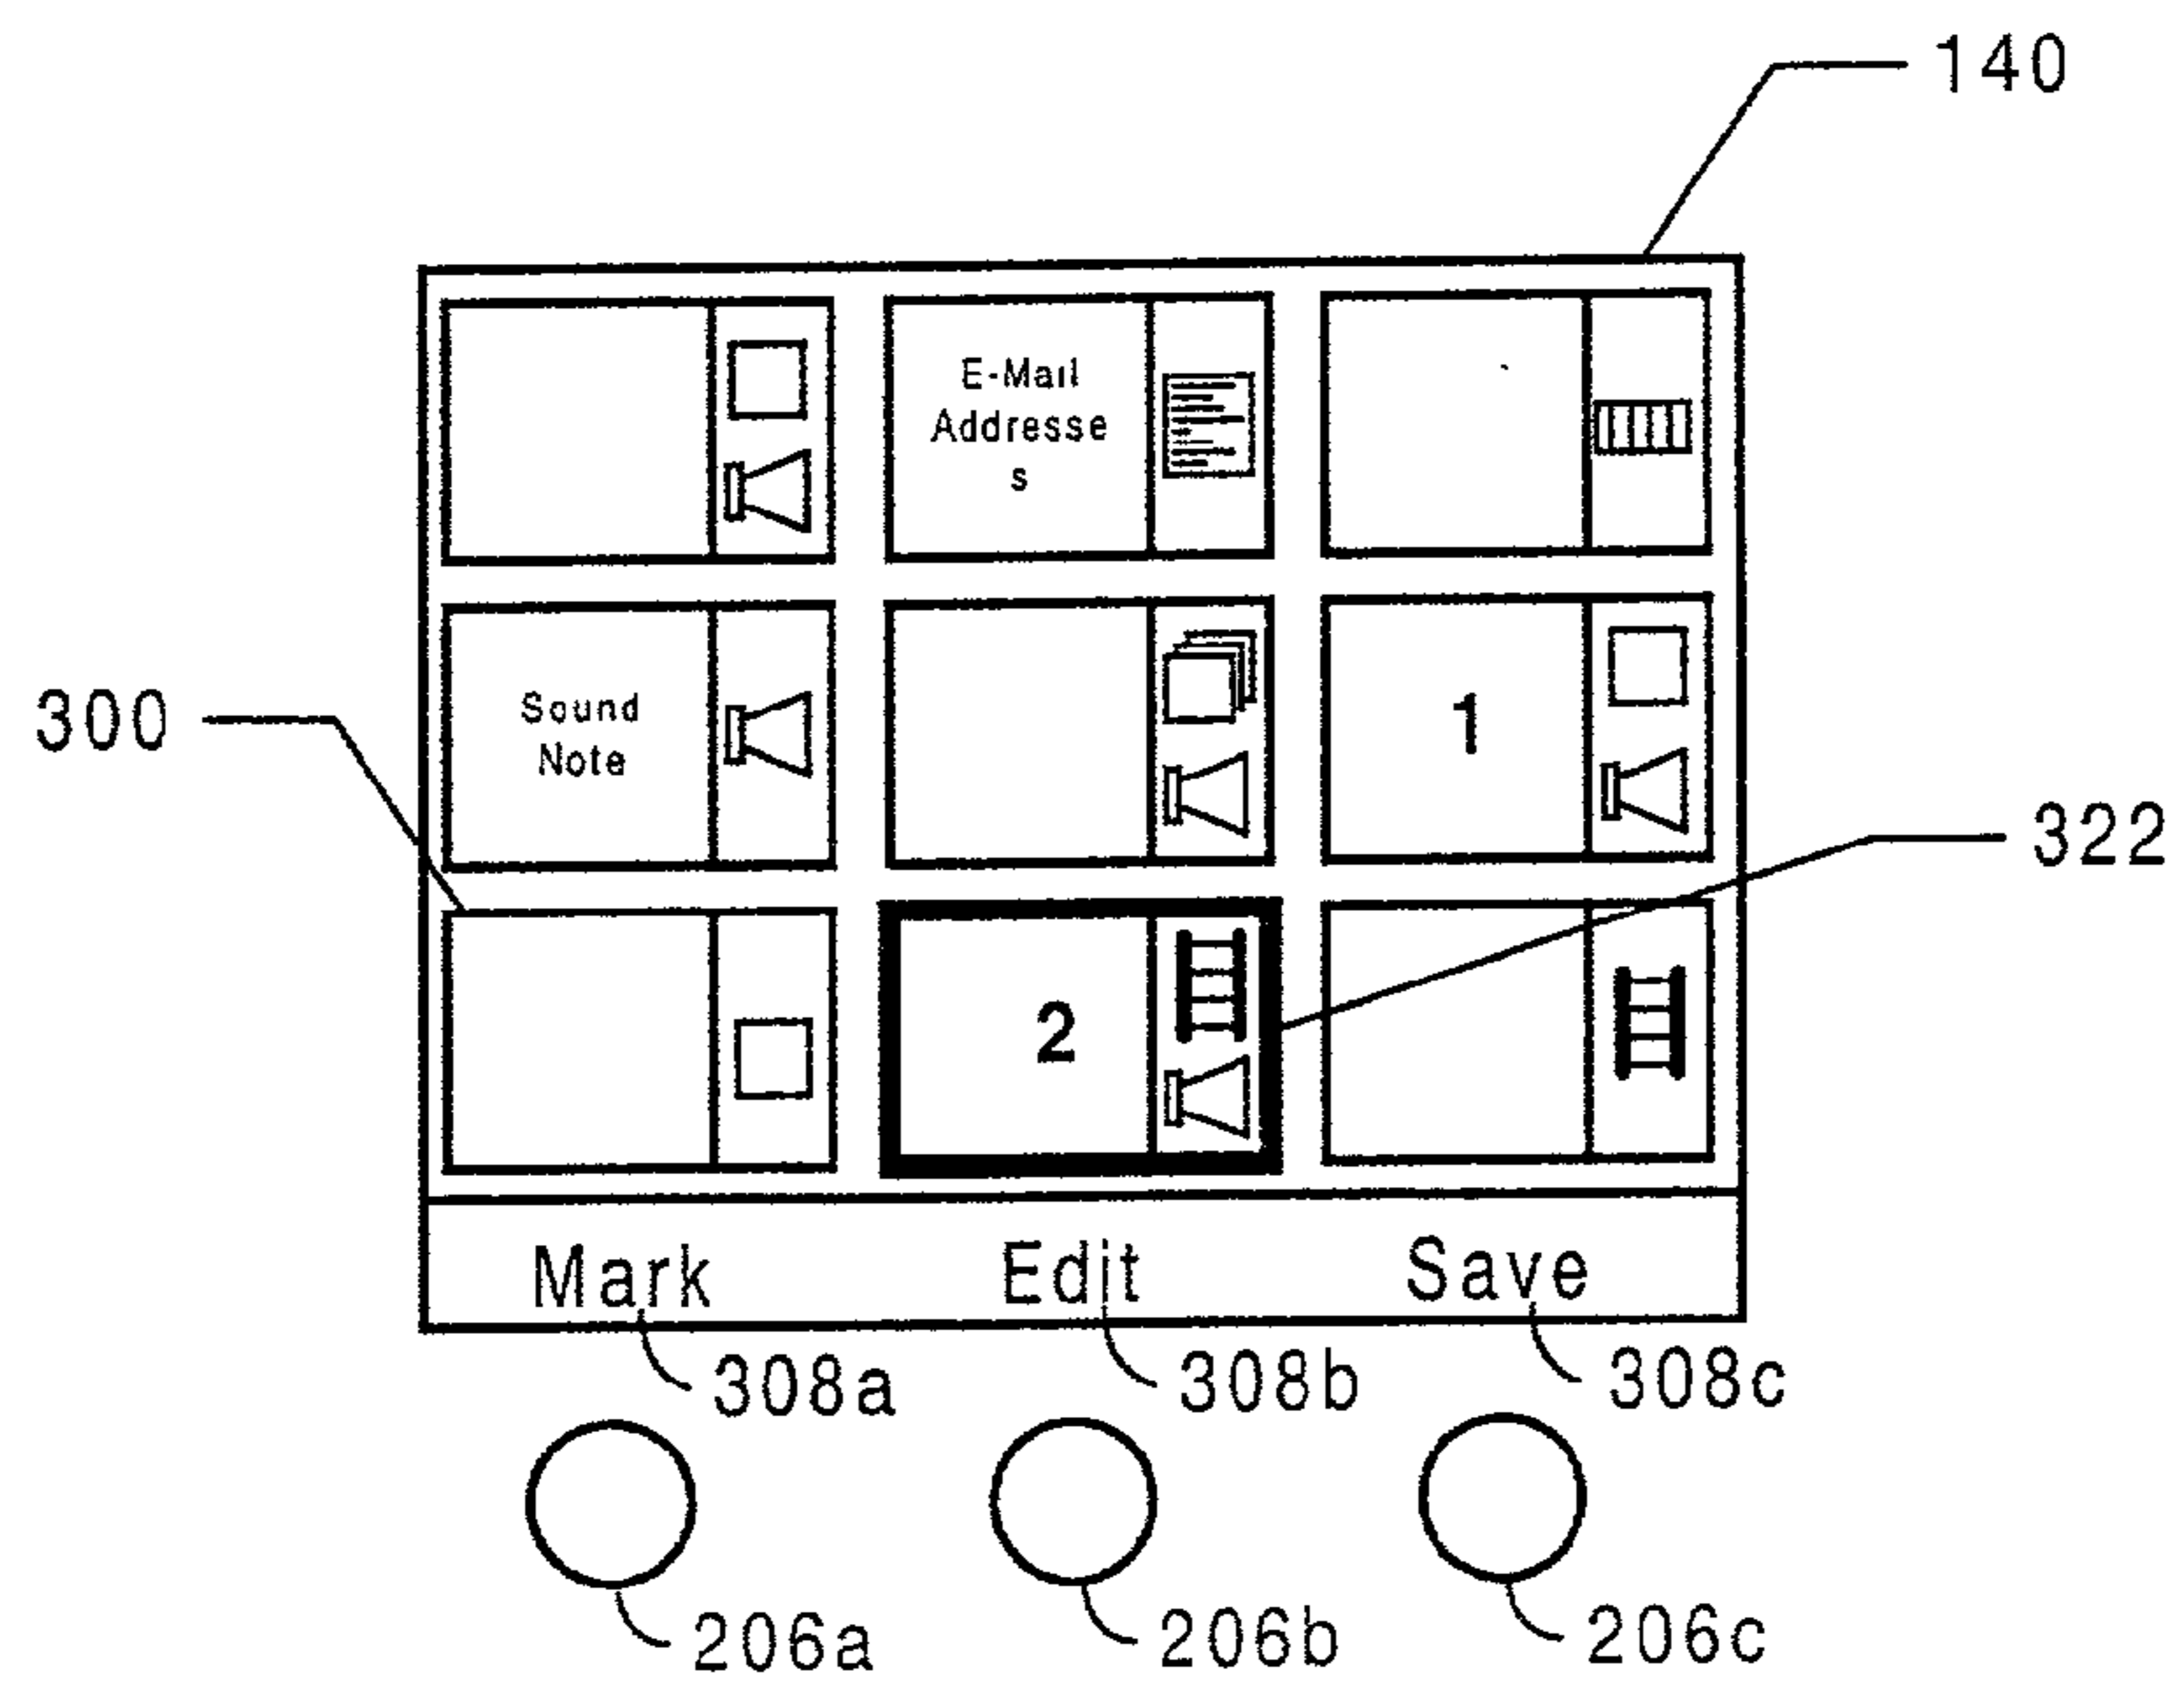 140
E-Mail
Addresse
s
Sound
Note
1
300
322
2
Mark Edit Save
308a 308b 308c
206a 206b 206c